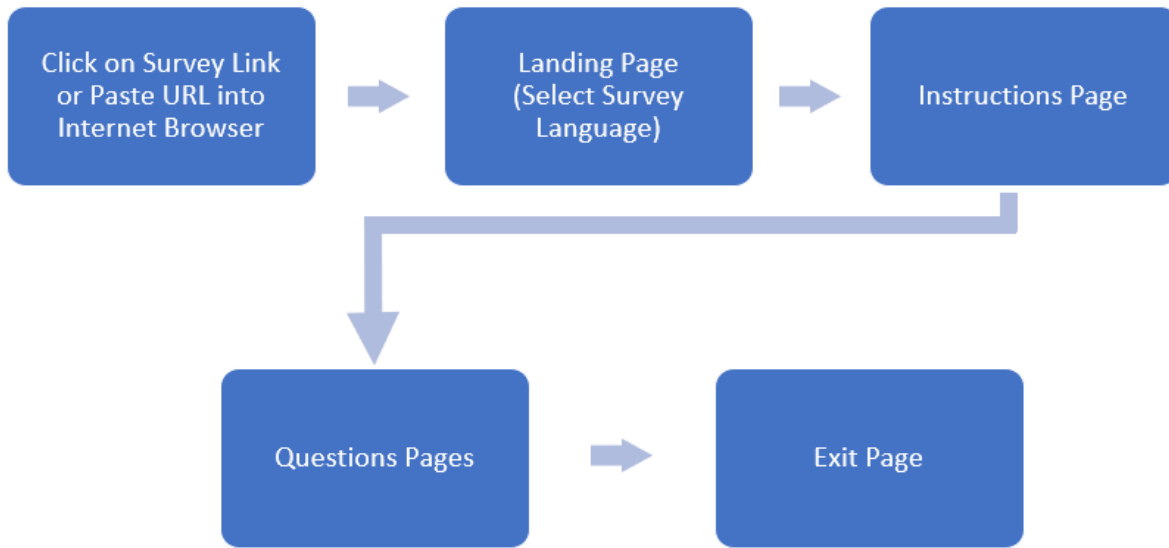 Click on Survey Link
or Paste URL into
Internet Browser
Landing Page
(Select Survey
Language)
Instructions Page
Questions Pages
Exit Page